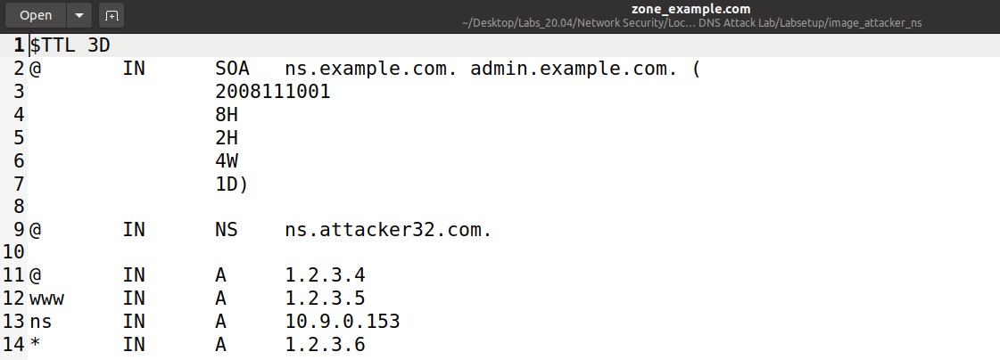 Open
zone_example.com
~/Desktop/Labs_20.04/Network Security/Loc... DNS Attack Lab/Labsetup/image_attacker_ns
1 $TTL 3D
2 @ IN SOA ns.example.com. admin.example.com. (
3 2008111001
4 8H
5 2H
6 4W
7 1D)
8
9 @ IN NS ns.attacker32.com.
10
11 @ IN A 1.2.3.4
12 www IN A 1.2.3.5
13 ns IN A 10.9.0.153
14 * IN A 1.2.3.6